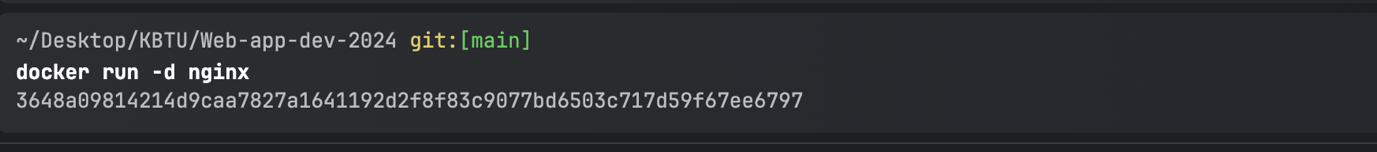 ~/Desktop/KBTU/Web-app-dev-2024 git:[main]
docker run -d nginx
3648a09814214d9caa7827a1641192d2f8f83c9077bd6503c717d59f67ee6797